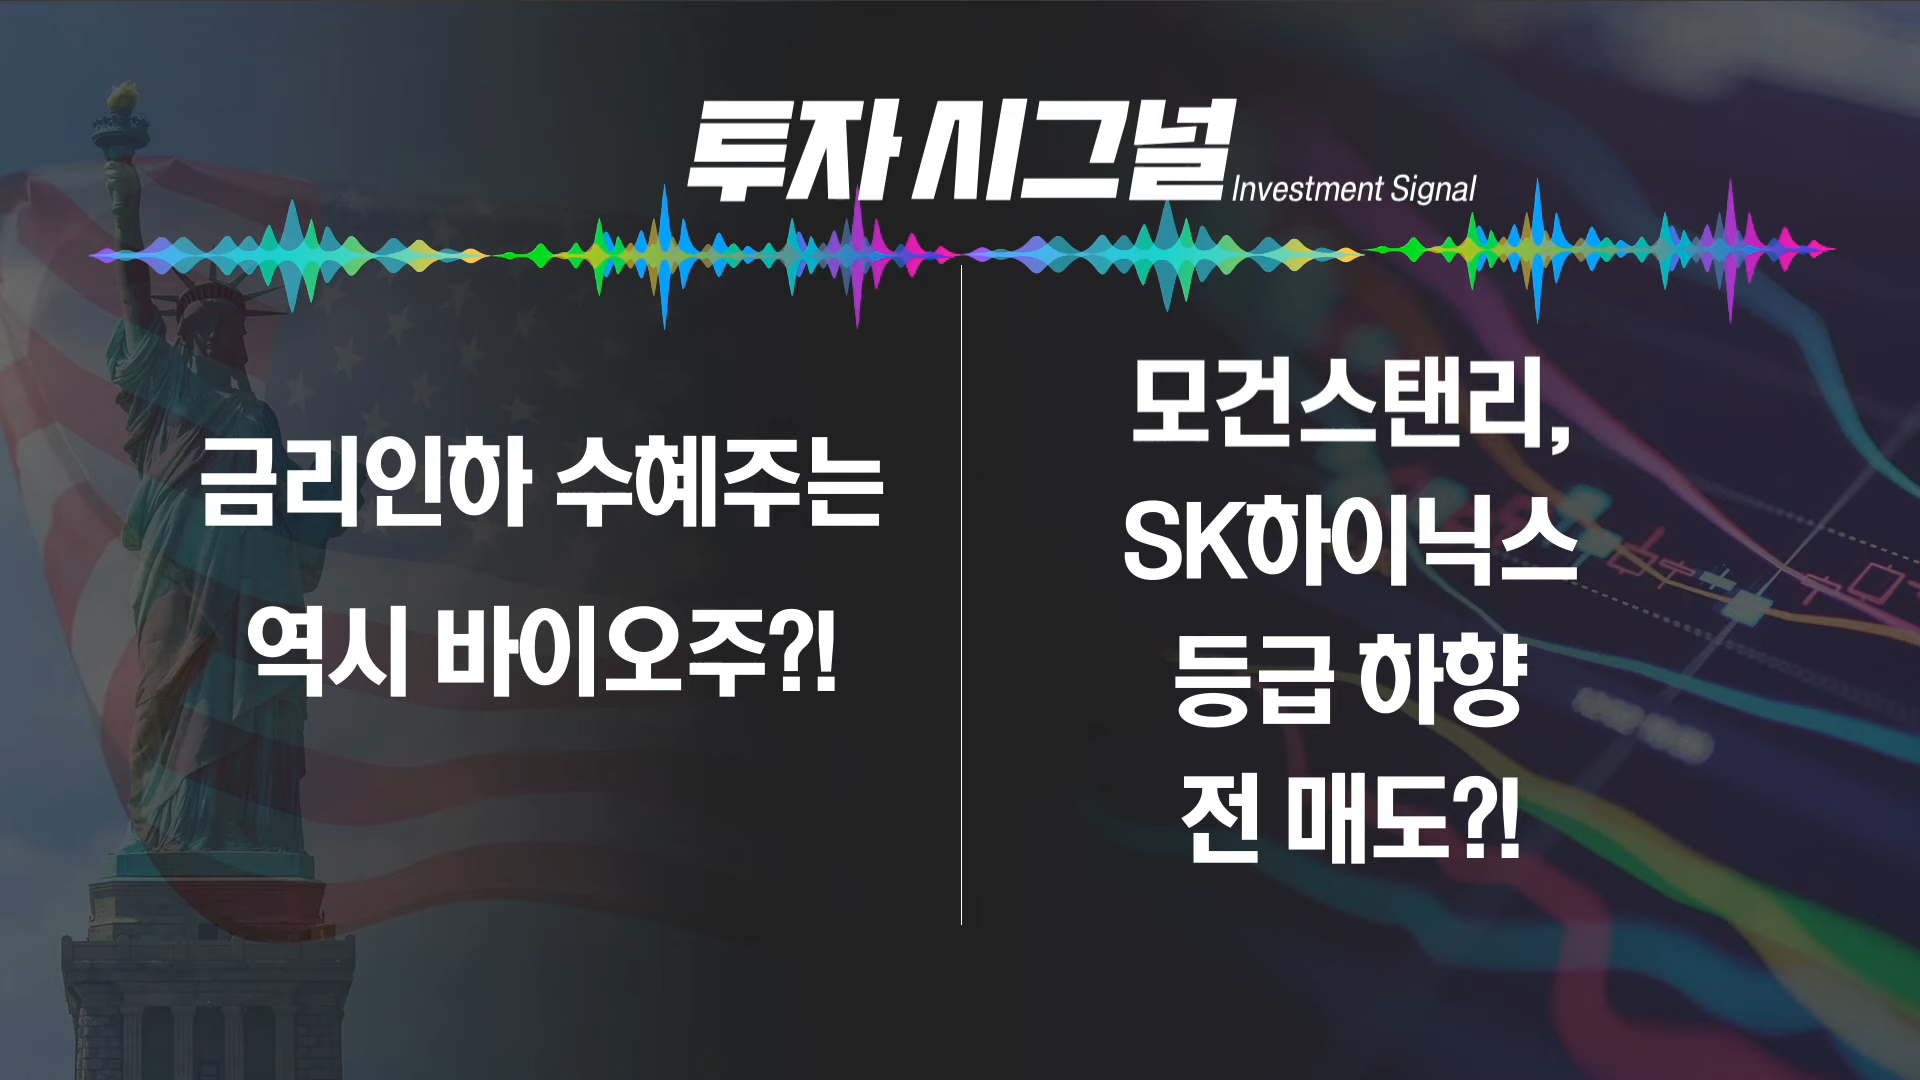 투자 시그널
Investment Signal
금리인하 수혜주는
역시 바이오주?!
모건스탠리,
SK하이닉스
등급 하향
전 매도?!